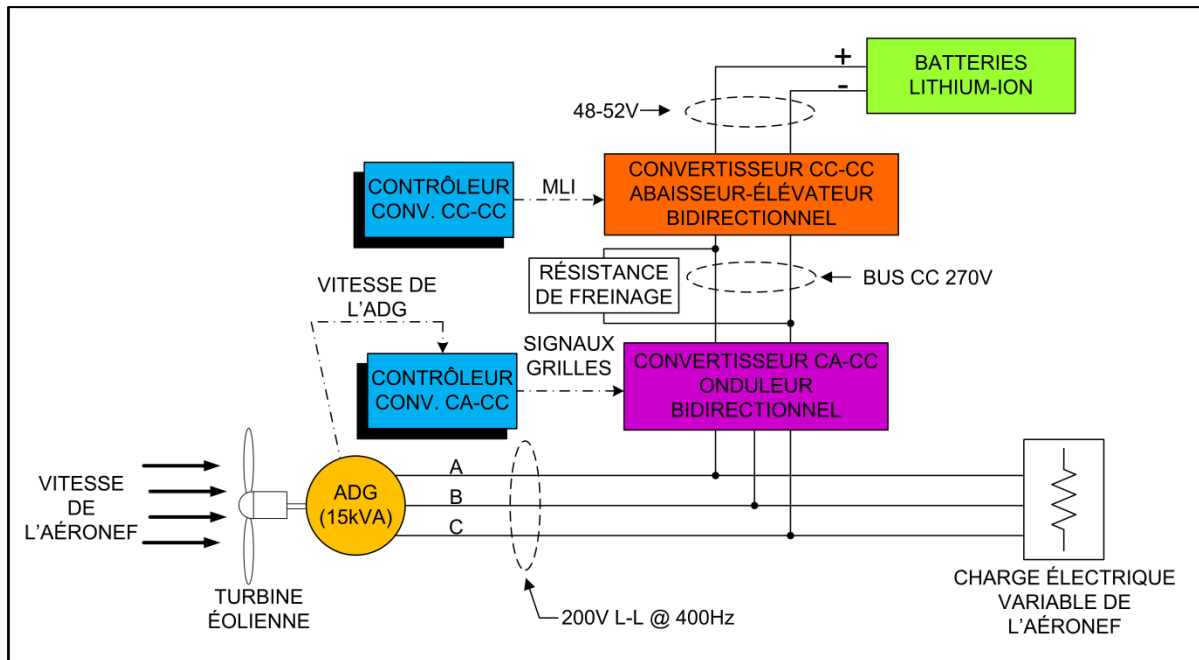 +
-
BATTERIES
LITHIUM-ION
48-52V
CONTRÔLEUR
CONV. CC-CC
MLI
CONVERTISSEUR CC-CC
ABAISSEUR-ÉLÉVATEUR
BIDIRECTIONNEL
RÉSISTANCE
DE FREINAGE
BUS CC 270V
VITESSE DE
L'ADG
SIGNAUX
GRILLES
CONTRÔLEUR
CONV. CA-CC
CONVERTISSEUR CA-CC
ONDULEUR
BIDIRECTIONNEL
VITESSE
DE
L'AÉRONEF
ADG
(15kVA)
A
B
C
TURBINE
ÉOLIENNE
200V L-L @ 400Hz
CHARGE ÉLECTRIQUE
VARIABLE DE
L'AÉRONEF